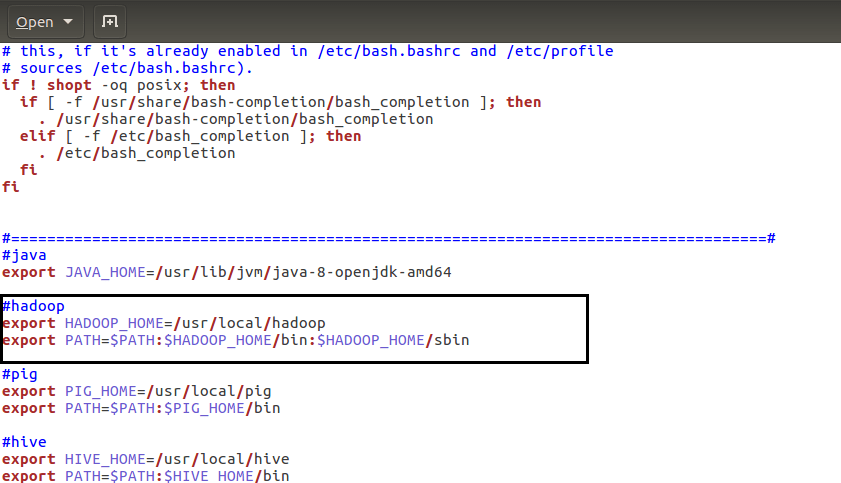 Open
# this, if it's already enabled in /etc/bash.bashrc and /etc/profile
# sources /etc/bash.bashrc).
if ! shopt -oq posix; then
  if [ -f /usr/share/bash-completion/bash_completion ]; then
    . /usr/share/bash-completion/bash_completion
  elif [ -f /etc/bash_completion ]; then
    . /etc/bash_completion
  fi
fi
#====================================================================================#
#java
export JAVA_HOME=/usr/lib/jvm/java-8-openjdk-amd64
#hadoop
export HADOOP_HOME=/usr/local/hadoop
export PATH=$PATH:$HADOOP_HOME/bin:$HADOOP_HOME/sbin
#pig
export PIG_HOME=/usr/local/pig
export PATH=$PATH:$PIG_HOME/bin
#hive
export HIVE_HOME=/usr/local/hive
export PATH=$PATH:$HIVE_HOME/bin